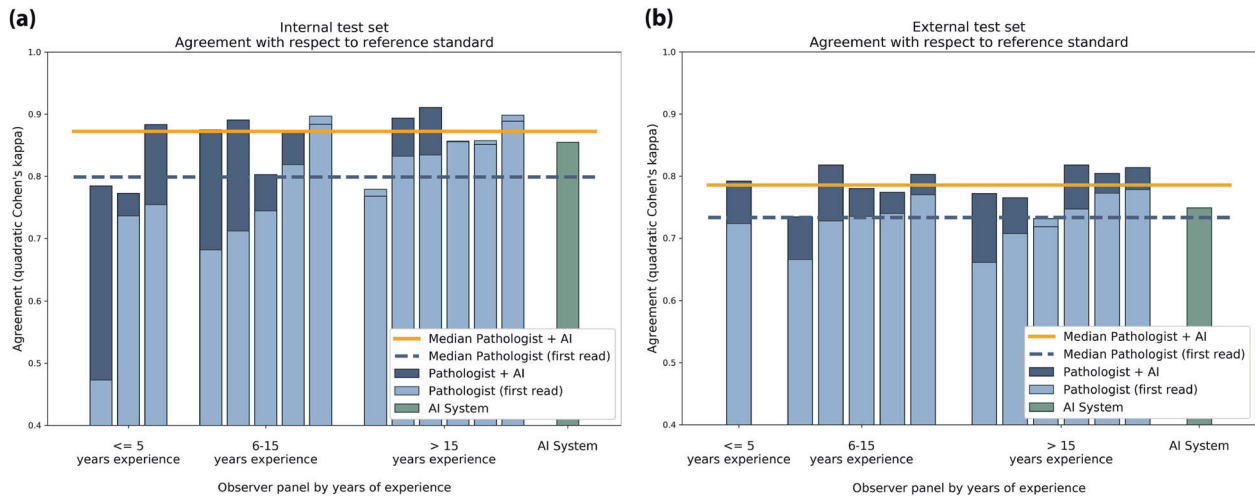 (a)
Internal test set
Agreement with respect to reference standard
Agreement (quadratic Cohen's kappa)
1.0
0.9
0.8
0.7
0.6
0.5
0.4
Median Pathologist + AI
Median Pathologist (first read)
Pathologist + AI
Pathologist (first read)
AI System
<= 5
years experience
6-15
years experience
> 15
years experience
AI System
Observer panel by years of experience
(b)
External test set
Agreement with respect to reference standard
Agreement (quadratic Cohen's kappa)
1.0
0.9
0.8
0.7
0.6
0.5
0.4
Median Pathologist + AI
Median Pathologist (first read)
Pathologist + AI
Pathologist (first read)
AI System
<= 5
years experience
6-15
years experience
> 15
years experience
AI System
Observer panel by years of experience